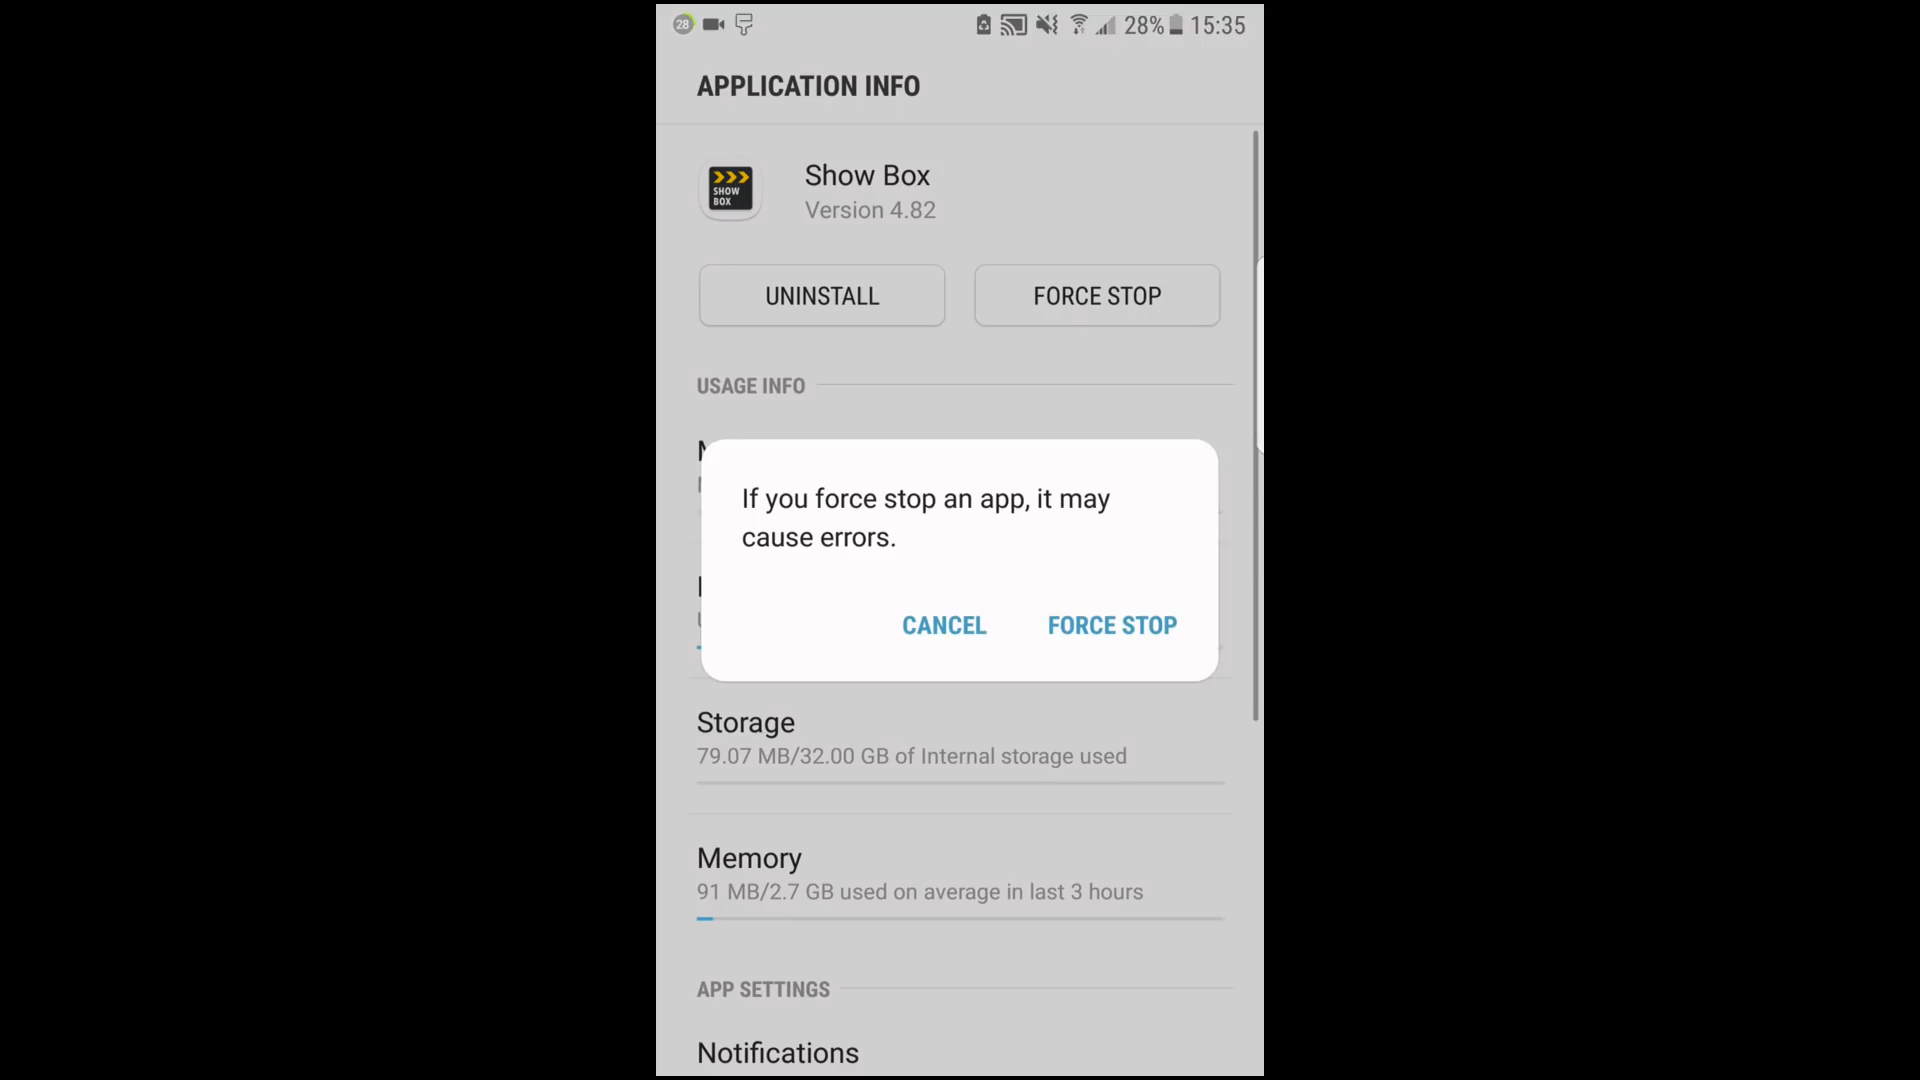 28
28% 15:35
APPLICATION INFO
SHOW
BOX
Show Box
Version 4.82
UNINSTALL
FORCE STOP
USAGE INFO
If you force stop an app, it may
cause errors.
CANCEL
FORCE STOP
Storage
79.07 MB/32.00 GB of Internal storage used
Memory
91 MB/2.7 GB used on average in last 3 hours
APP SETTINGS
Notifications